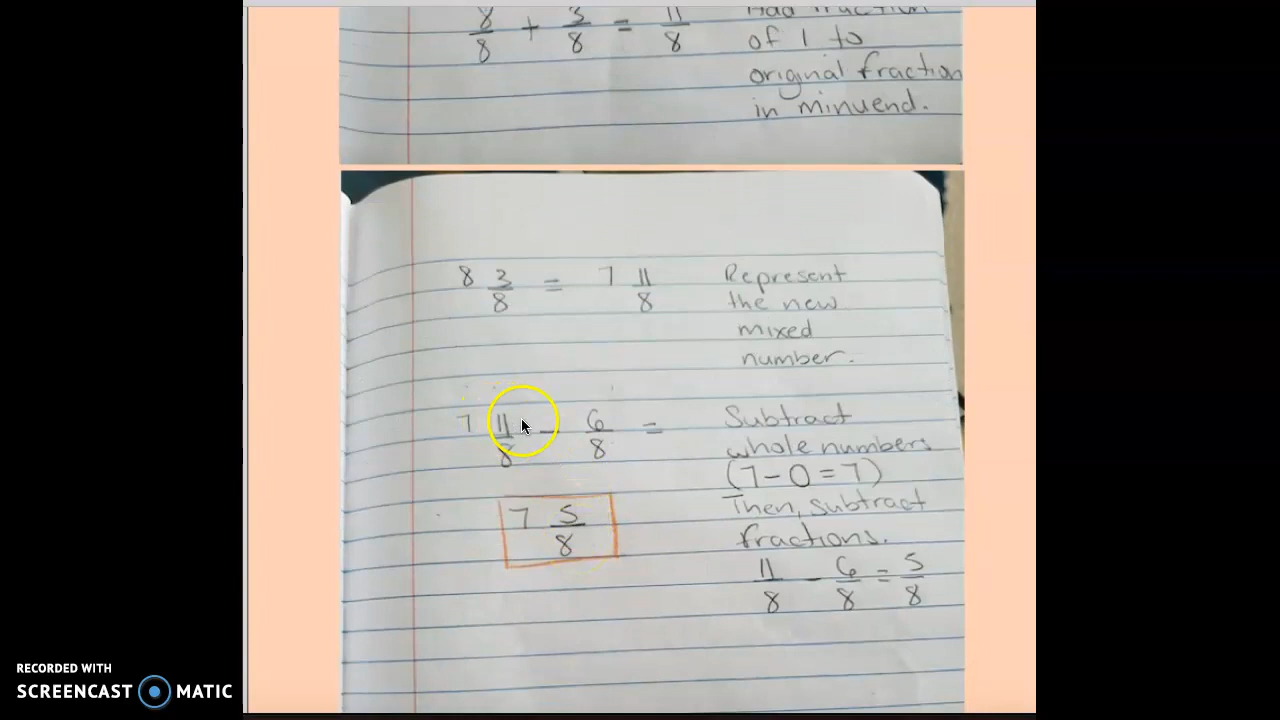 8/8 + 3/8 = 11/8
Add fraction
of 1 to
original fraction
in minuend.
8 3/8 = 7 11/8
Represent
the new
mixed
number.
7 11/8 - 6/8 =
7 5/8
Subtract
whole numbers
(7-0=7)
Then, subtract
fractions.
11/8 - 6/8 = 5/8
RECORDED WITH
SCREENCAST MATIC